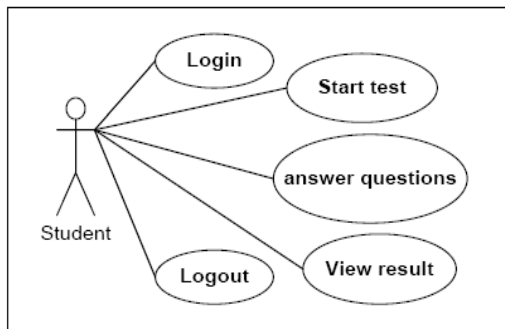 Login
Start test
answer questions
Student
View result
Logout